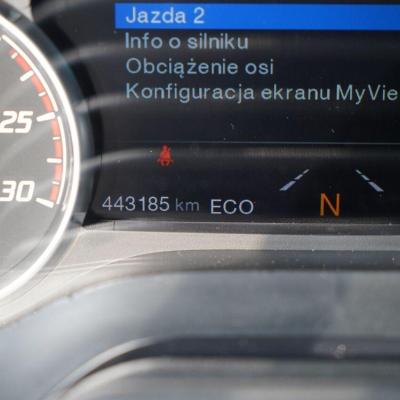 Jazda 2
Info o silniku
Obciążenie osi
Konfiguracja ekranu MyVie
25
30
443185 km ECO N